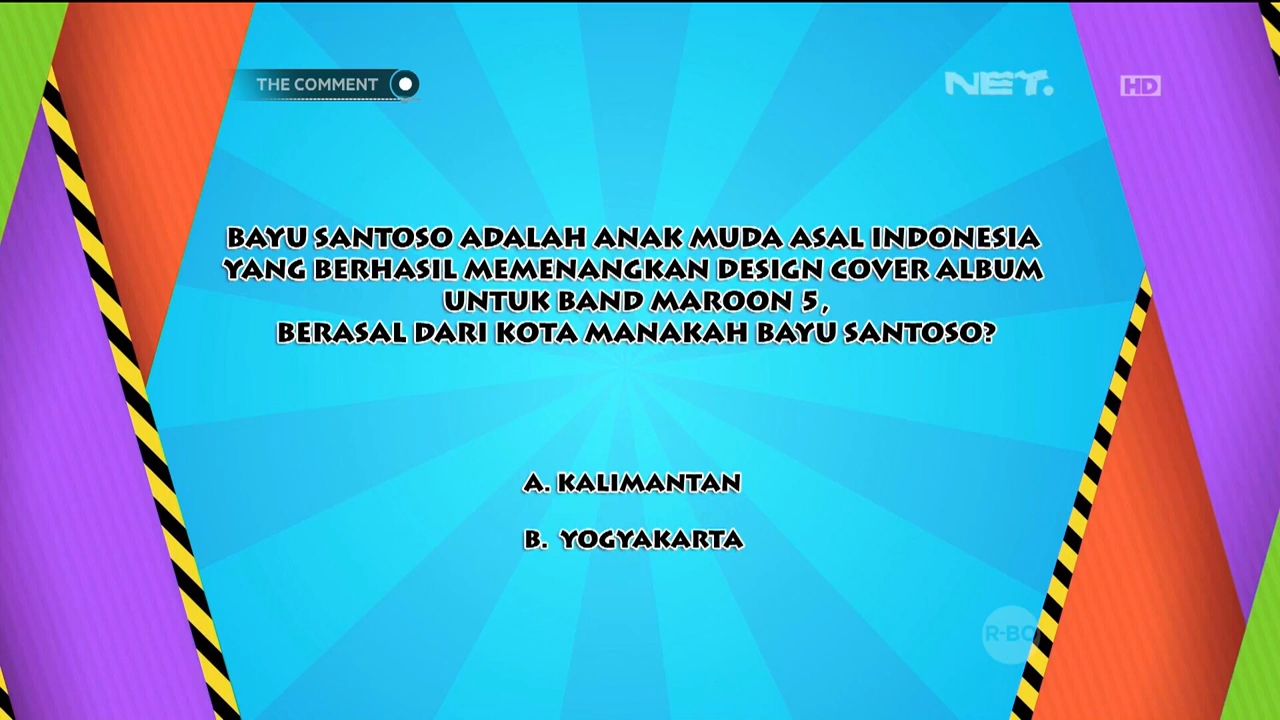 THE COMMENT
NET.
HD
BAYU SANTOSO ADALAH ANAK MUDA ASAL INDONESIA
YANG BERHASIL MEMENANGKAN DESIGN COVER ALBUM
UNTUK BAND MAROON 5,
BERASAL DARI KOTA MANAKAH BAYU SANTOSO?
A. KALIMANTAN
B. YOGYAKARTA
R-BO